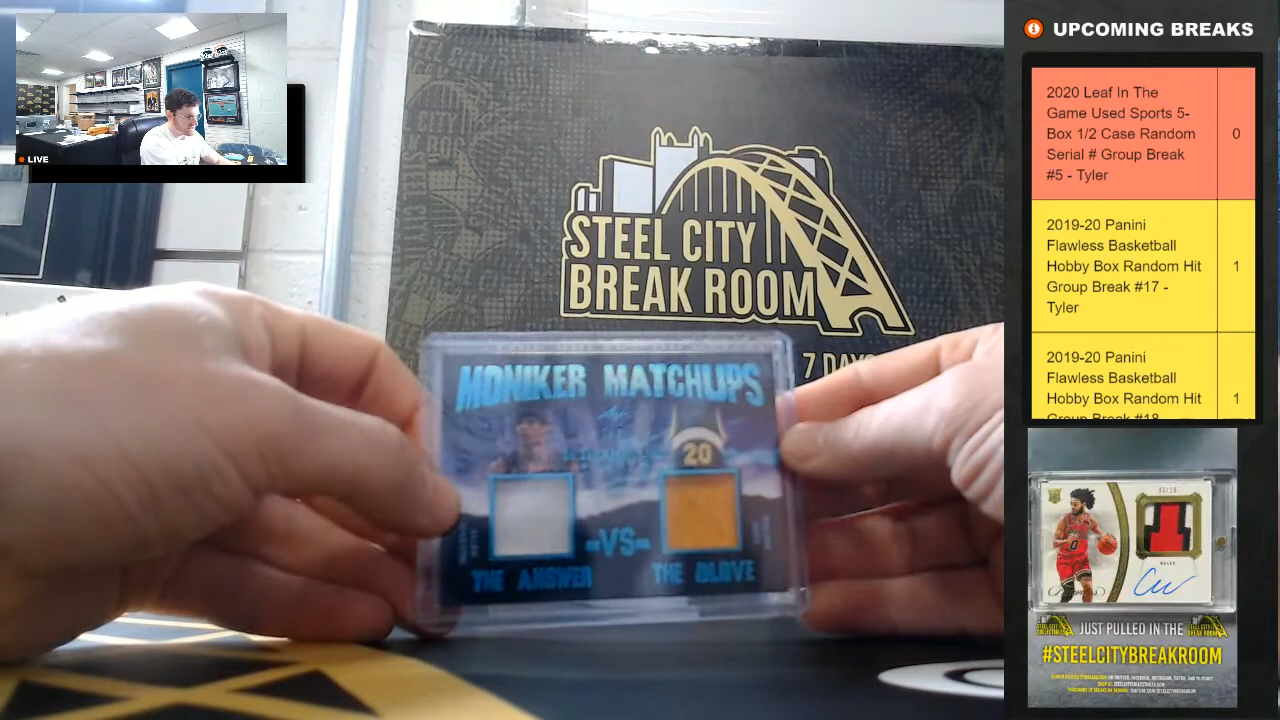 LIVE
STEEL CITY
BREAK ROOM
7 DAYS
MONIKER MATCHUPS
20
-VS-
THE ANSWER
THE GLOVE
UPCOMING BREAKS
2020 Leaf In The
Game Used Sports 5-
Box 1/2 Case Random
Serial # Group Break
#5 - Tyler
0
2019-20 Panini
Flawless Basketball
Hobby Box Random Hit
Group Break #17 -
Tyler
1
2019-20 Panini
Flawless Basketball
Hobby Box Random Hit
Group Break #18
1
JUST PULLED IN THE
#STEELCITYBREAKROOM